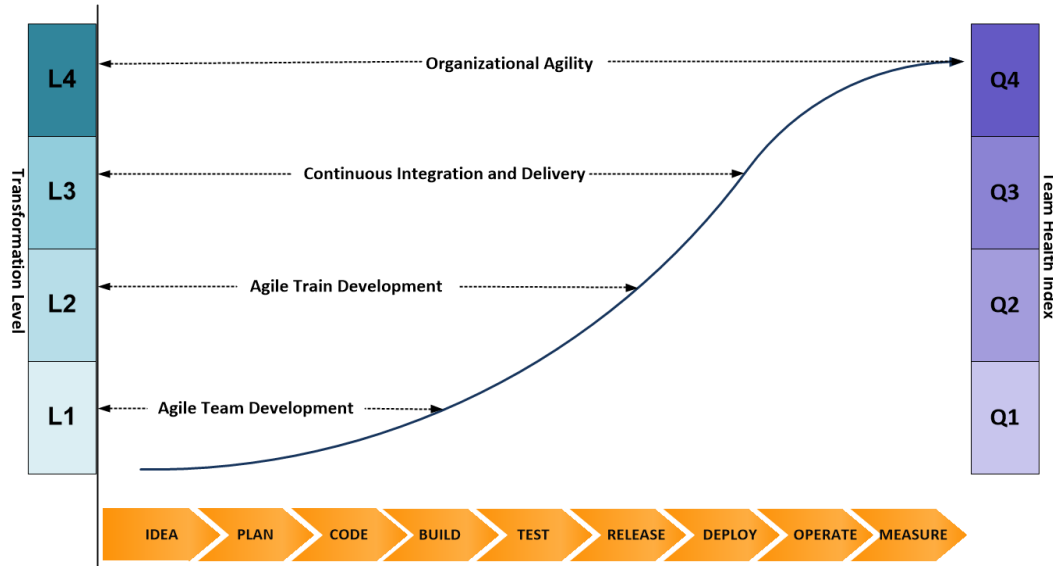 L4
Organizational Agility
Q4
L3
Continuous Integration and Delivery
Q3
Transformation Level
Team Health Index
L2
Agile Train Development
Q2
L1
Agile Team Development
Q1
IDEA PLAN CODE BUILD TEST RELEASE DEPLOY OPERATE MEASURE